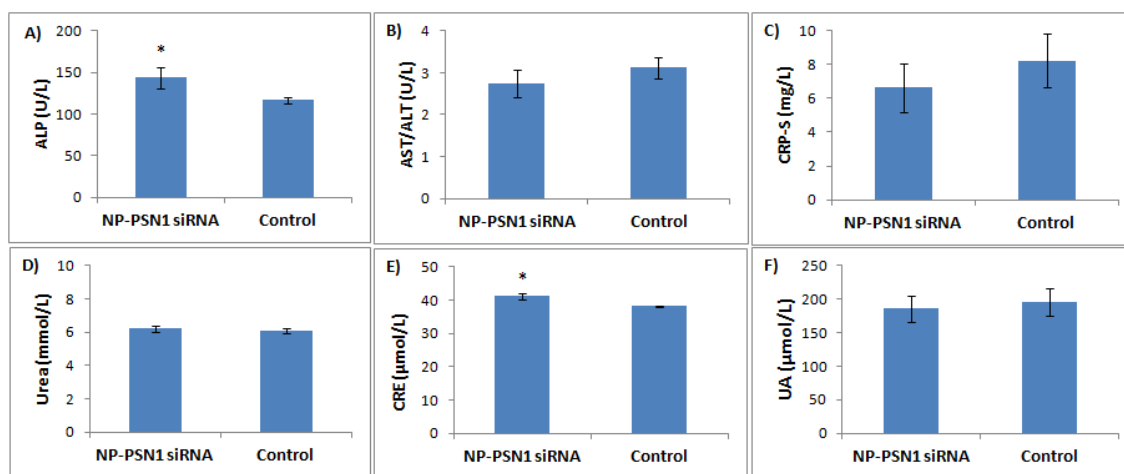 A)
ALP (U/L)
200
150
100
50
0
*
NP-PSN1 siRNA Control
B)
AST/ALT (U/L)
4
3
2
1
0
NP-PSN1 siRNA Control
C)
CRP-S (mg/L)
10
8
6
4
2
0
NP-PSN1 siRNA Control
D)
Urea (mmol/L)
10
8
6
4
2
0
NP-PSN1 siRNA Control
E)
CRE (µmol/L)
50
40
30
20
10
0
*
NP-PSN1 siRNA Control
F)
UA (µmol/L)
250
200
150
100
50
0
NP-PSN1 siRNA Control